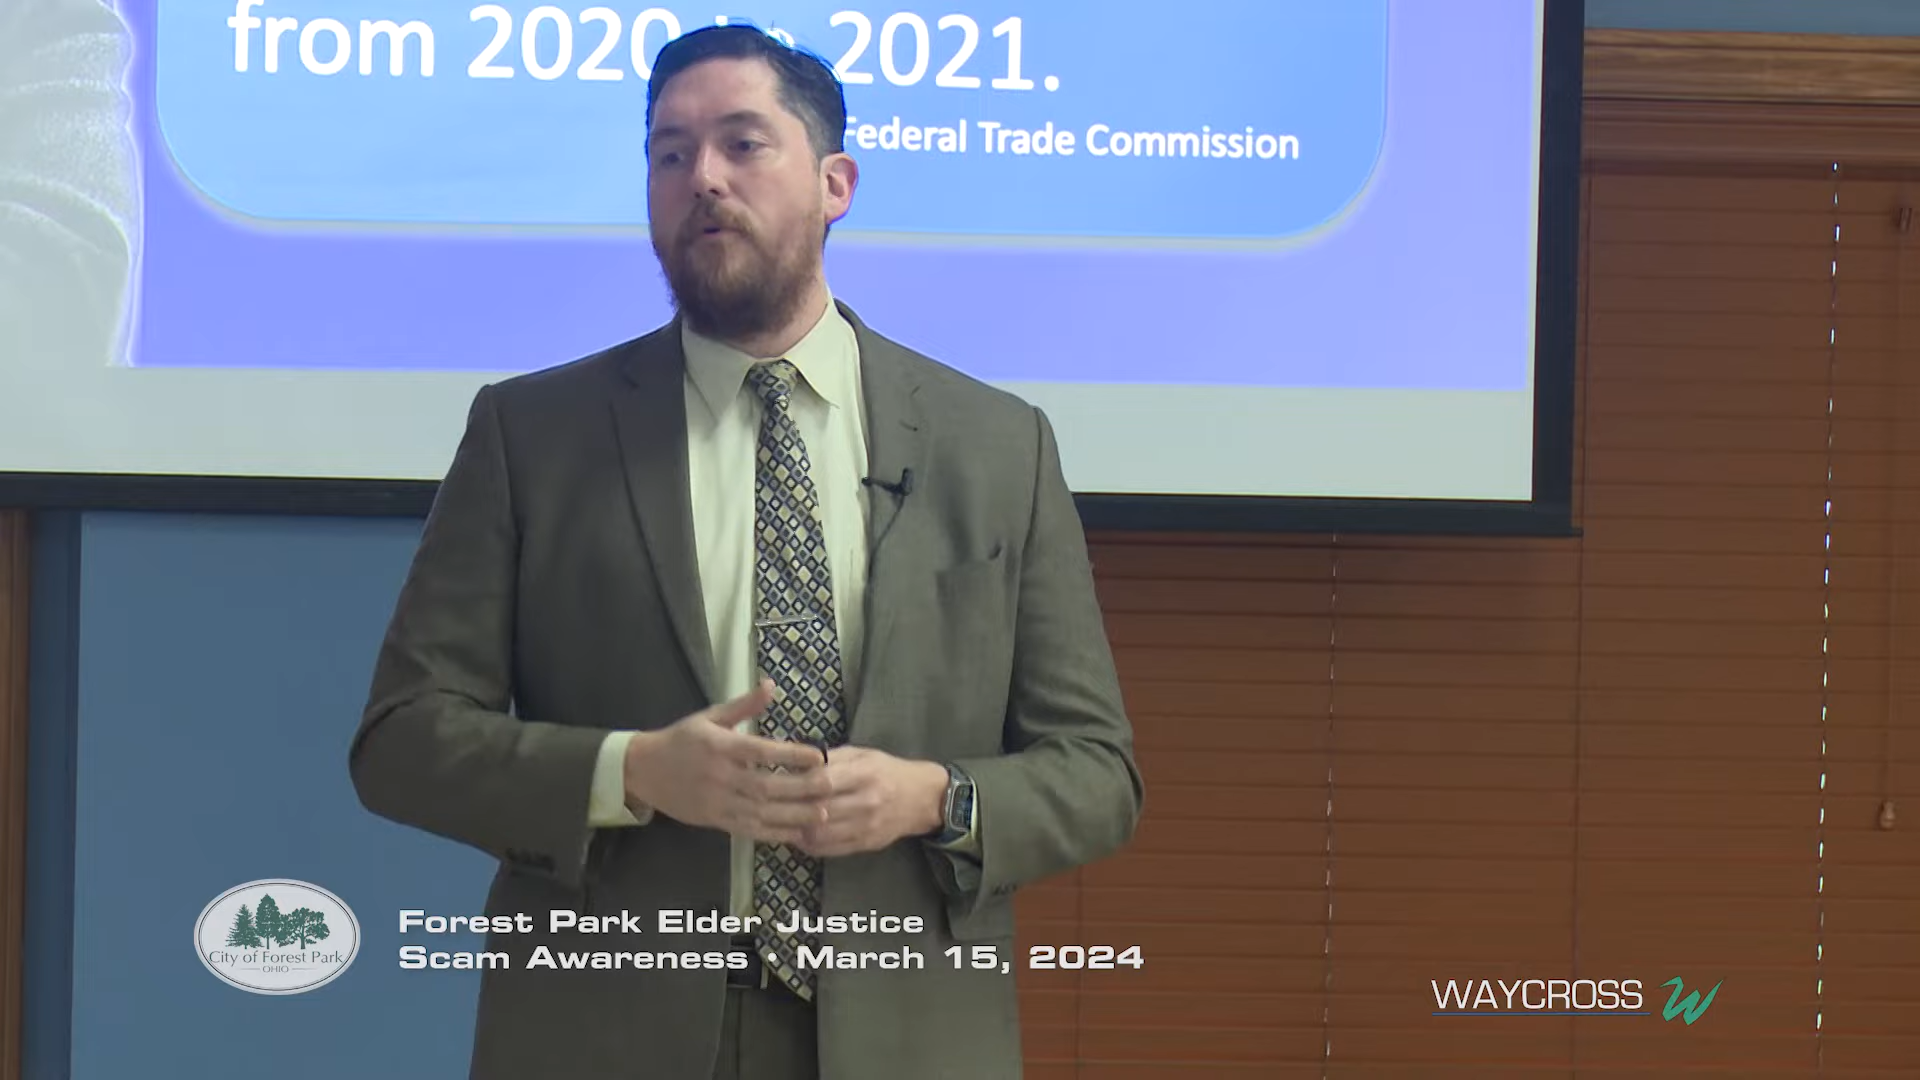 from 2020 in 2021.
Federal Trade Commission
Forest Park Elder Justice
Scam Awareness • March 15, 2024
City of Forest Park
OHIO
WAYCROSS W